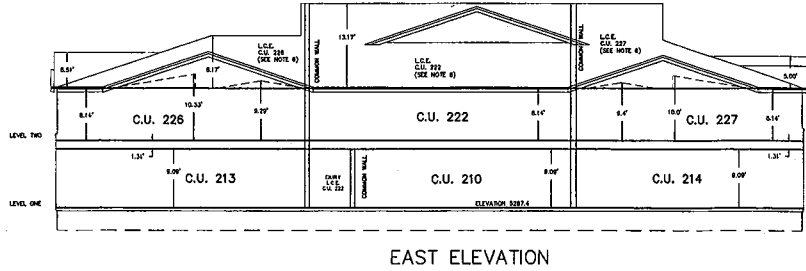 13.17'
L.C.E.
C.U. 226
(SEE NOTE 6)
COMMON WALL
L.C.E.
C.U. 222
(SEE NOTE 6)
COMMON WALL
L.C.E.
C.U. 227
(SEE NOTE 6)
6.51'
6.17'
5.00'
10.33'
9.29'
9.4'
10.0'
8.14'
C.U. 226
C.U. 222
8.14'
C.U. 227
8.14'
LEVEL TWO
1.31'
1.31'
9.09'
C.U. 213
ENTRY
L.C.E.
C.U. 222
COMMON WALL
C.U. 210
9.09'
C.U. 214
9.09'
LEVEL ONE
ELEVATION 5287.4
EAST ELEVATION